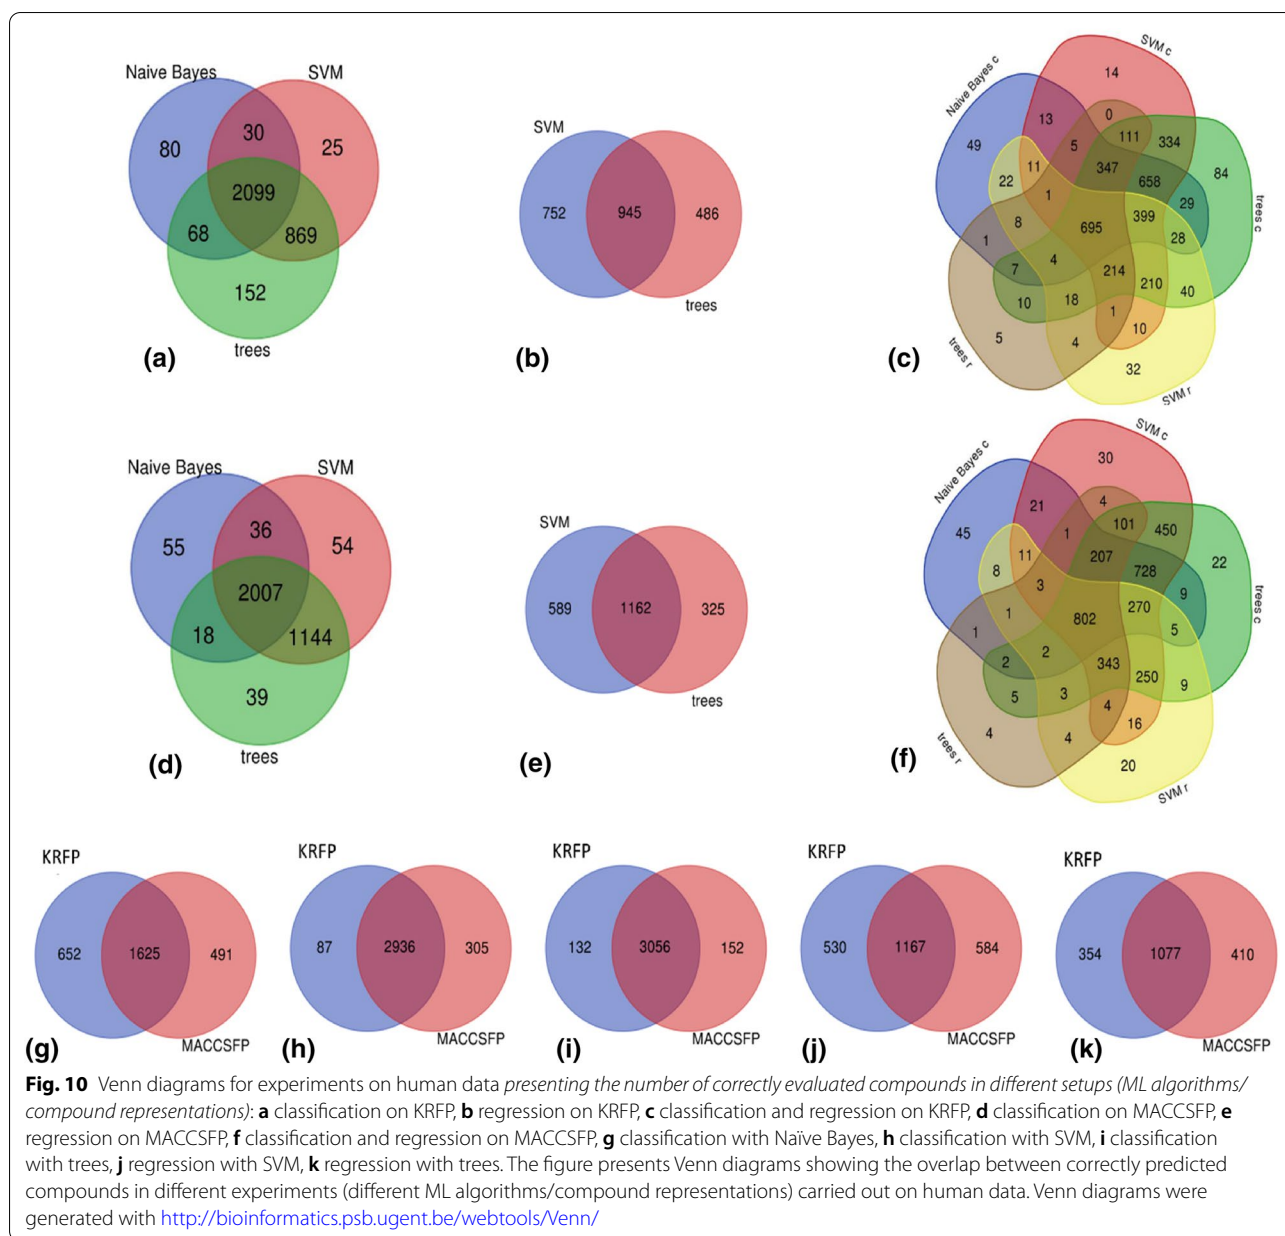 Naive Bayes
SVM
80
30
25
2099
68
869
152
trees
(a)
SVM
752
945
486
trees
(b)
SVM c
Naive Bayes c
trees c
trees r
SVM r
14
13
0
49
5
111
334
22
11
347
84
658
1
29
8
399
695
28
1
4
7
214
210
40
10
18
1
10
5
4
32
(c)
Naive Bayes
SVM
55
36
54
2007
18
1144
39
trees
(d)
SVM
589
1162
325
trees
(e)
SVM c
Naive Bayes c
trees c
trees r
SVM r
30
21
4
45
1
101
450
11
207
22
8
728
3
9
1
270
802
5
1
2
2
343
250
9
5
3
4
16
4
4
20
(f)
KRFP
652
1625
491
MACCSFP
(g)
KRFP
87
2936
305
MACCSFP
(h)
KRFP
132
3056
152
MACCSFP
(i)
KRFP
530
1167
584
MACCSFP
(j)
KRFP
354
1077
410
MACCSFP
(k)
Fig. 10 Venn diagrams for experiments on human data presenting the number of correctly evaluated compounds in different setups (ML algorithms/
compound representations): a classification on KRFP, b regression on KRFP, c classification and regression on KRFP, d classification on MACCSFP, e
regression on MACCSFP, f classification and regression on MACCSFP, g classification with Naïve Bayes, h classification with SVM, i classification
with trees, j regression with SVM, k regression with trees. The figure presents Venn diagrams showing the overlap between correctly predicted
compounds in different experiments (different ML algorithms/compound representations) carried out on human data. Venn diagrams were
generated with http://bioinformatics.psb.ugent.be/webtools/Venn/